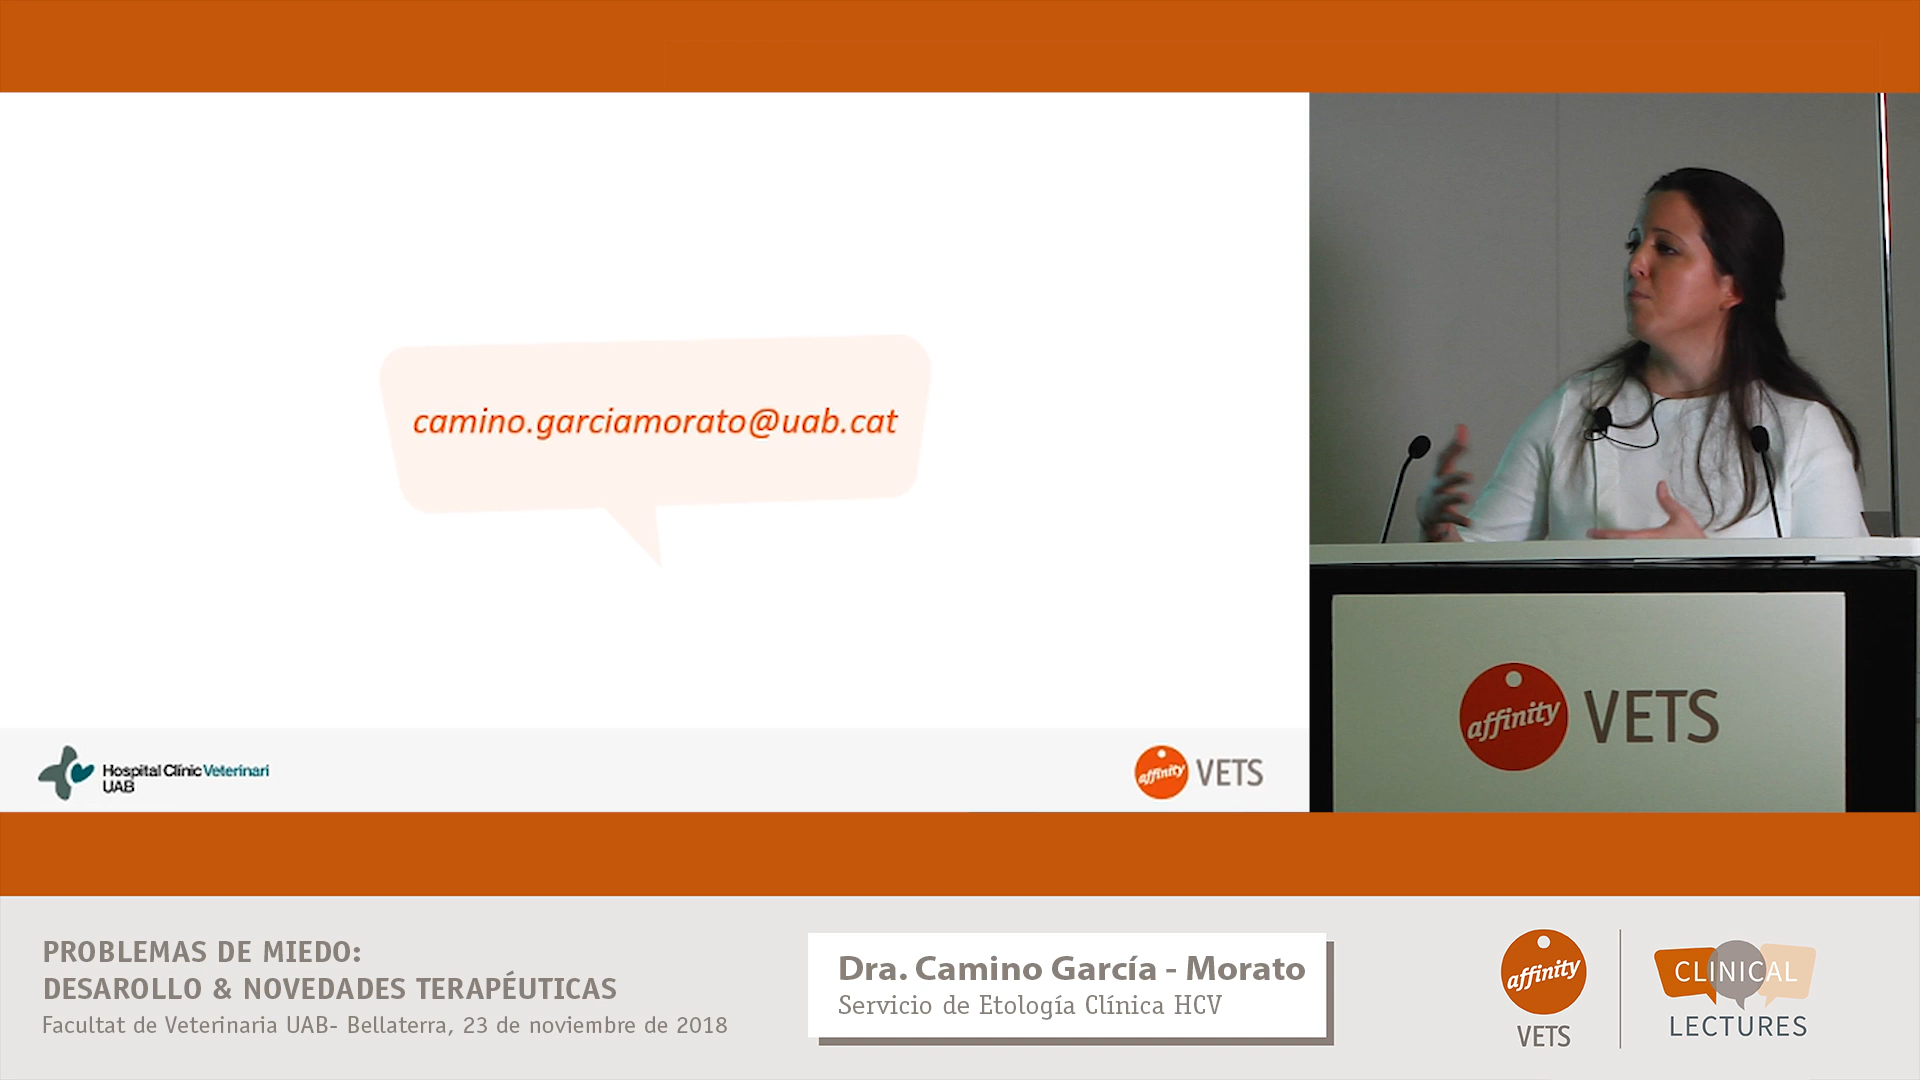 camino.garciamorato@uab.cat
Hospital Clínic Veterinari
UAB
affinity VETS
affinity VETS
PROBLEMAS DE MIEDO:
DESAROLLO & NOVEDADES TERAPÉUTICAS
Facultat de Veterinaria UAB- Bellaterra, 23 de noviembre de 2018
Dra. Camino García - Morato
Servicio de Etología Clínica HCV
affinity
VETS
CLINICAL
LECTURES